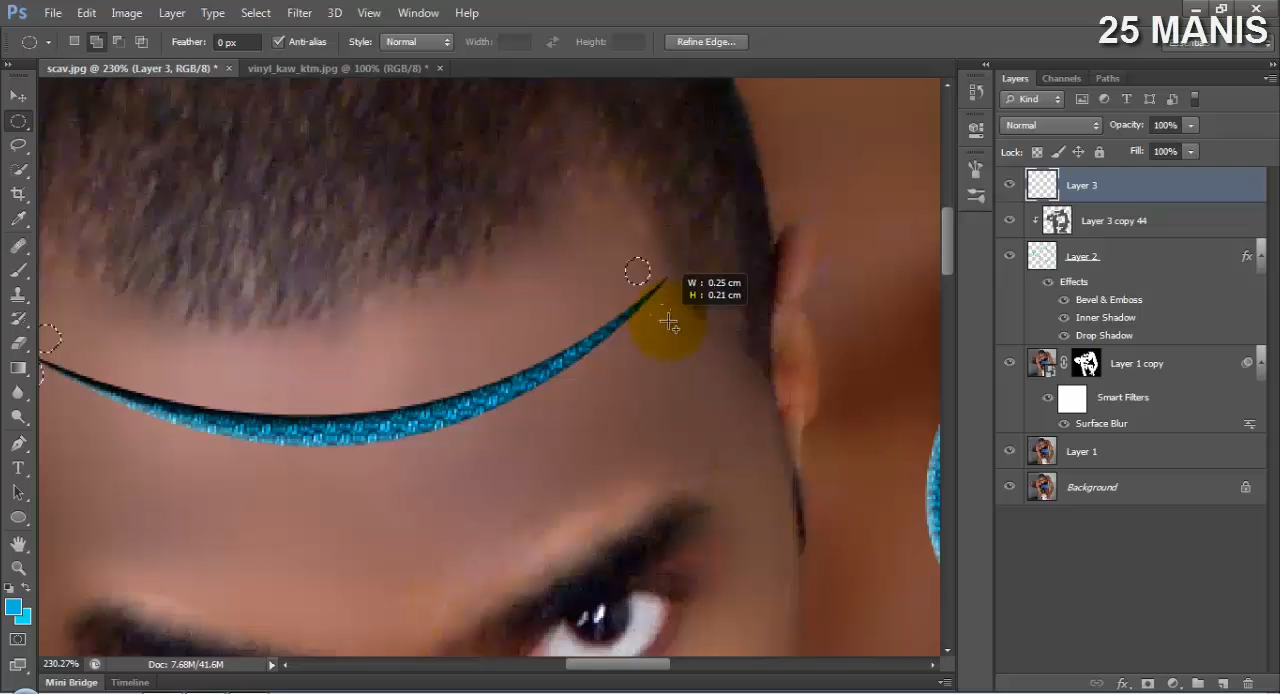 25 MANIS
Ps File Edit Image Layer Type Select Filter 3D View Window Help
Feather: 0 px Anti-alias Style: Normal Width: Height: Refine Edge...
scav.jpg @ 230% (Layer 3, RGB/8) * × vinyl_kaw_ktm.jpg @ 100% (RGB/8) * ×
Layers Channels Paths
Kind
Normal Opacity: 100%
Lock: Fill: 100%
Layer 3
Layer 3 copy 44
Layer 2
fx
Effects
Bevel & Emboss
Inner Shadow
Drop Shadow
Layer 1 copy
Smart Filters
Surface Blur
Layer 1
Background
W : 0.25 cm
H : 0.21 cm
230.27% Doc: 7.68M/41.6M
Mini Bridge Timeline
fx